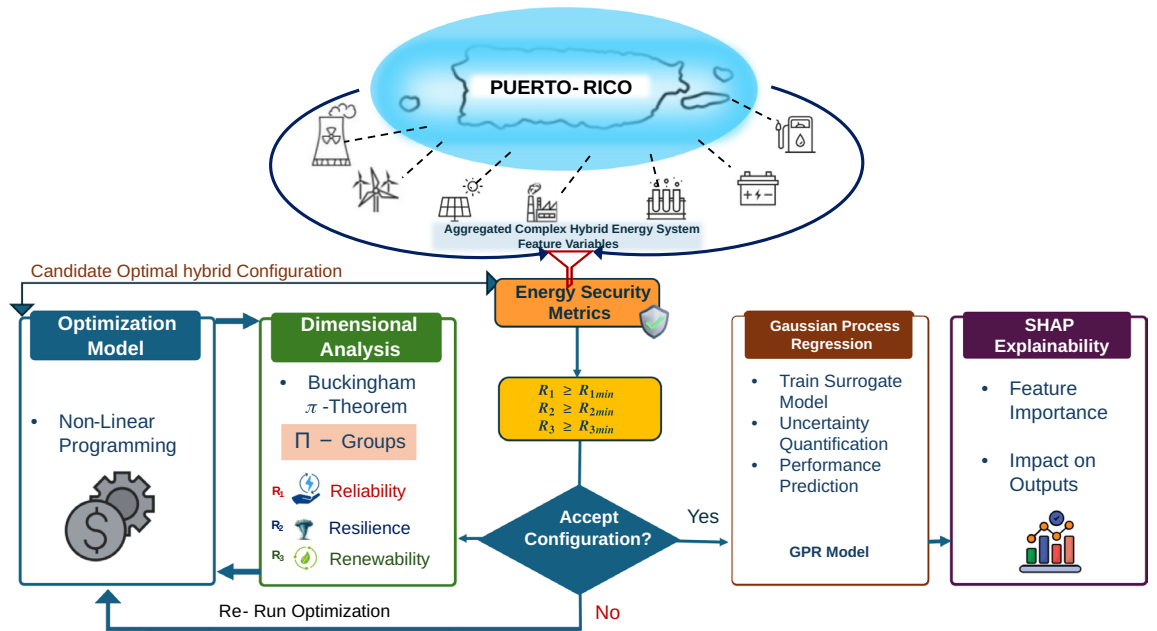 PUERTO- RICO
Aggregated Complex Hybrid Energy System
Feature Variables
Candidate Optimal hybrid Configuration
Energy Security
Metrics
Optimization
Model
• Non-Linear
Programming
$
Dimensional
Analysis
• Buckingham
π -Theorem
Π − Groups
R₁ Reliability
R₂ Resilience
R₃ Renewability
R₁ ≥ R₁min
R₂ ≥ R₂min
R₃ ≥ R₃min
Accept
Configuration?
Yes
No
Re- Run Optimization
Gaussian Process
Regression
• Train Surrogate
Model
• Uncertainty
Quantification
• Performance
Prediction
GPR Model
SHAP
Explainability
• Feature
Importance
• Impact on
Outputs